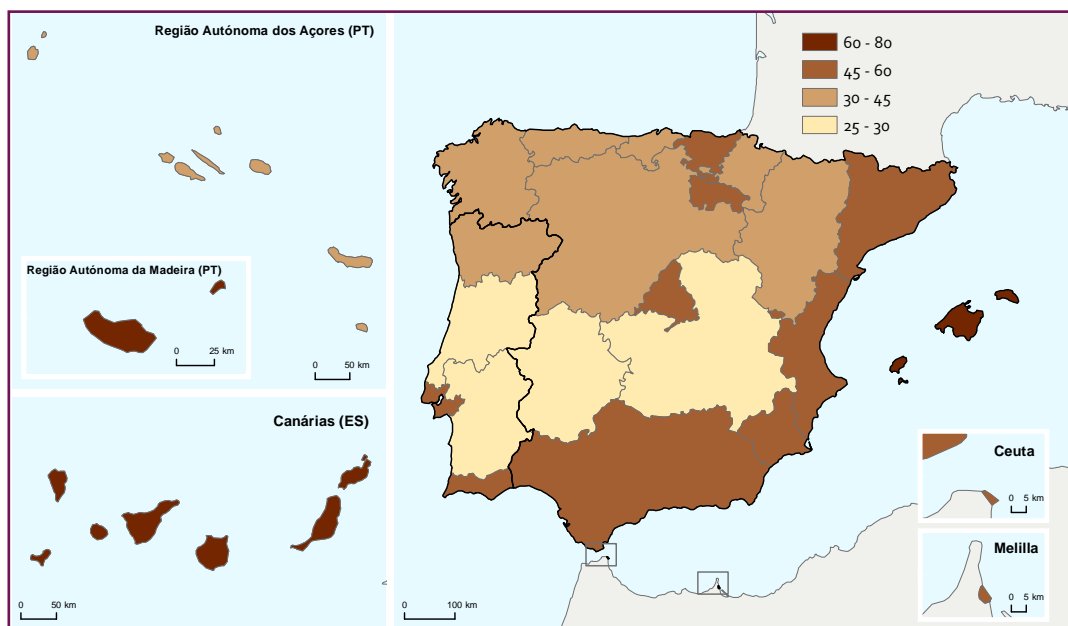 Região Autónoma dos Açores (PT)
60 - 80
45 - 60
30 - 45
25 - 30
Região Autónoma da Madeira (PT)
0 25 km
0 50 km
Canárias (ES)
0 50 km
0 100 km
Ceuta
0 5 km
Melilla
0 5 km